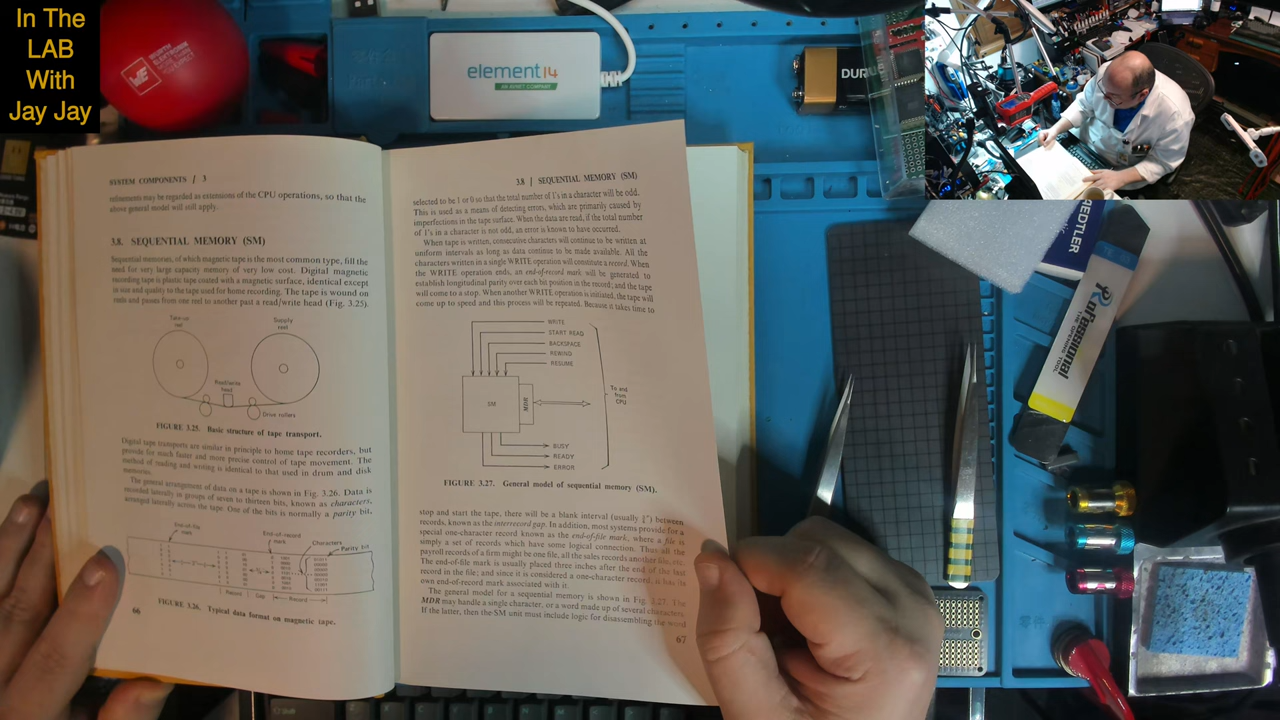 In The
LAB
With
Jay Jay
element14
AN AVNET COMPANY
DURA
STAEDTLER
Professional
THE OPENING TOOL
SYSTEM COMPONENTS / 3
refinements may be regarded as extensions of the CPU operations, so that the
above general model will still apply.
3.8. SEQUENTIAL MEMORY (SM)
Sequential memories, of which magnetic tape is the most common type, fill the
need for very large capacity memory of very low cost. Digital magnetic
recording tape is plastic tape coated with a magnetic surface, identical except
in size and quality to the tape used for home recording. The tape is wound on
reels and passes from one reel to another past a read/write head (Fig. 3.25).
Take-up
reel
Supply
reel
Read/write
head
Drive rollers
FIGURE 3.25. Basic structure of tape transport.
Digital tape transports are similar in principle to home tape recorders, but
provide for much faster and more precise control of tape movement. The
method of reading and writing is identical to that used in drum and disk
memories.
The general arrangement of data on a tape is shown in Fig. 3.26. Data is
recorded laterally in groups of seven to thirteen bits, known as characters,
arranged laterally across the tape. One of the bits is normally a parity bit,
End-of-file
mark
End-of-record
mark
Characters
Parity bit
Record
Gap
Record
FIGURE 3.26. Typical data format on magnetic tape.
66
3.8 / SEQUENTIAL MEMORY (SM)
selected to be 1 or 0 so that the total number of 1's in a character will be odd.
This is used as a means of detecting errors, which are primarily caused by
imperfections in the tape surface. When the data are read, if the total number
of 1's in a character is not odd, an error is known to have occurred.
When tape is written, consecutive characters will continue to be written at
uniform intervals as long as data continue to be made available. All the
characters written in a single WRITE operation will constitute a record. When
the WRITE operation ends, an end-of-record mark will be generated to
establish longitudinal parity over each bit position in the record; and the tape
will come to a stop. When another WRITE operation is initiated, the tape will
come up to speed and this process will be repeated. Because it takes time to
WRITE
START READ
BACKSPACE
REWIND
RESUME
SM
MDR
To and
from
CPU
BUSY
READY
ERROR
FIGURE 3.27. General model of sequential memory (SM).
stop and start the tape, there will be a blank interval (usually ¾") between
records, known as the interrecord gap. In addition, most systems provide for a
special one-character record known as the end-of-file mark, where a file is
simply a set of records which have some logical connection. Thus all the
payroll records of a firm might be one file, all the sales records another file, etc.
The end-of-file mark is usually placed three inches after the end of the last
record in the file; and since it is considered a one-character record, it has its
own end-of-record mark associated with it.
The general model for a sequential memory is shown in Fig. 3.27. The
MDR may handle a single character, or a word made up of several characters.
If the latter, then the SM unit must include logic for disassembling the word
67